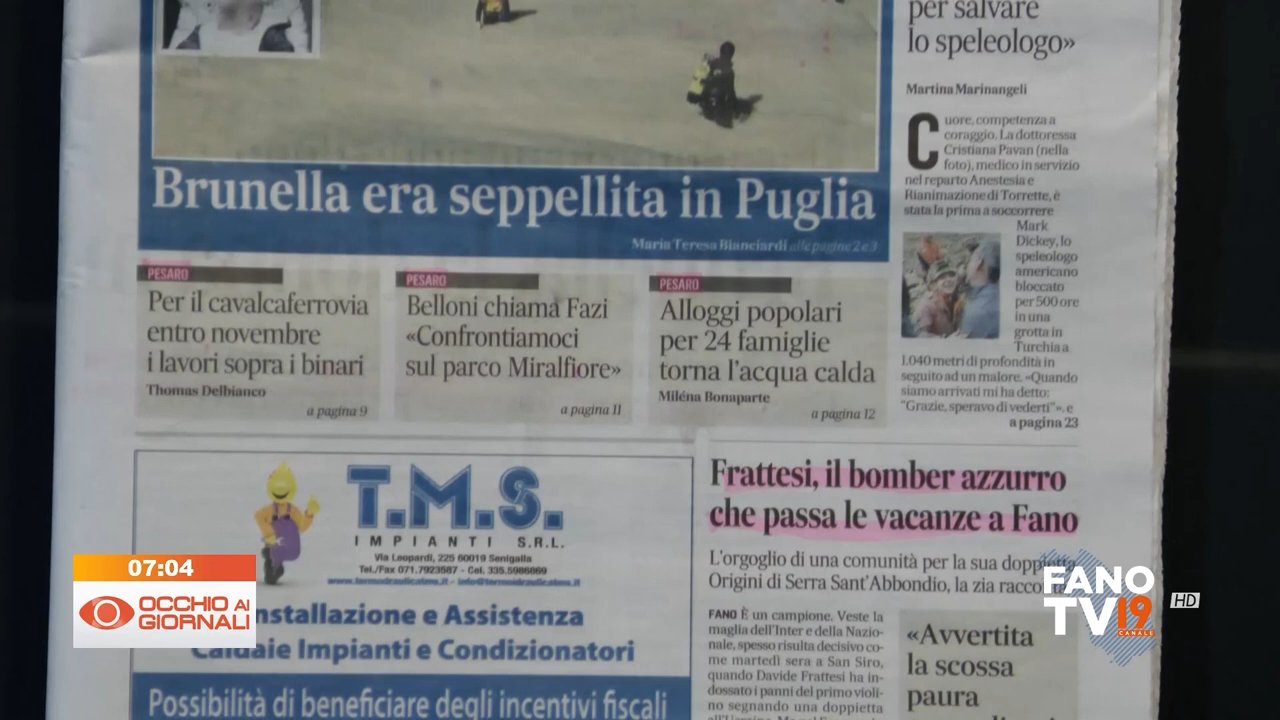 per salvare
lo speleologo»
Martina Marinangeli
Cuore, competenza a
coraggio. La dottoressa
Cristiana Pavan (nella
foto), medico in servizio
nel reparto Anestesia e
Rianimazione di Torrette, è
stata la prima a soccorrere
Mark
Dickey, lo
speleologo
americano
bloccato
per 500 ore
in una
grotta in
Turchia a
1.040 metri di profondità in
seguito ad un malore. «Quando
siamo arrivati mi ha detto:
"Grazie, speravo di vederti"». e
a pagina 23
Brunella era seppellita in Puglia
Maria Teresa Bianciardi alle pagine 2 e 3
PESARO
Per il cavalcaferrovia
entro novembre
i lavori sopra i binari
Thomas Delbianco
a pagina 9
PESARO
Belloni chiama Fazi
«Confrontiamoci
sul parco Miralfiore»
a pagina 11
PESARO
Alloggi popolari
per 24 famiglie
torna l'acqua calda
Miléna Bonaparte
a pagina 12
T.M.S.
IMPIANTI S.R.L.
Via Leopardi, 225 60019 Senigallia
Tel./Fax 071.7923587 - Cel. 335.5986869
Installazione e Assistenza
Caldaie Impianti e Condizionatori
Possibilità di beneficiare degli incentivi fiscali
Frattesi, il bomber azzurro
che passa le vacanze a Fano
L'orgoglio di una comunità per la sua doppietta
Origini di Serra Sant'Abbondio, la zia racco
FANO È un campione. Veste la
maglia dell'Inter e della Nazio-
nale, spesso risulta decisivo co-
me martedì sera a San Siro,
quando Davide Frattesi ha in-
dossato i panni del primo violi-
no segnando una doppietta
«Avvertita
la scossa
paura
07:04
OCCHIO AI
GIORNALI
FANO
TV19
CANALE
HD